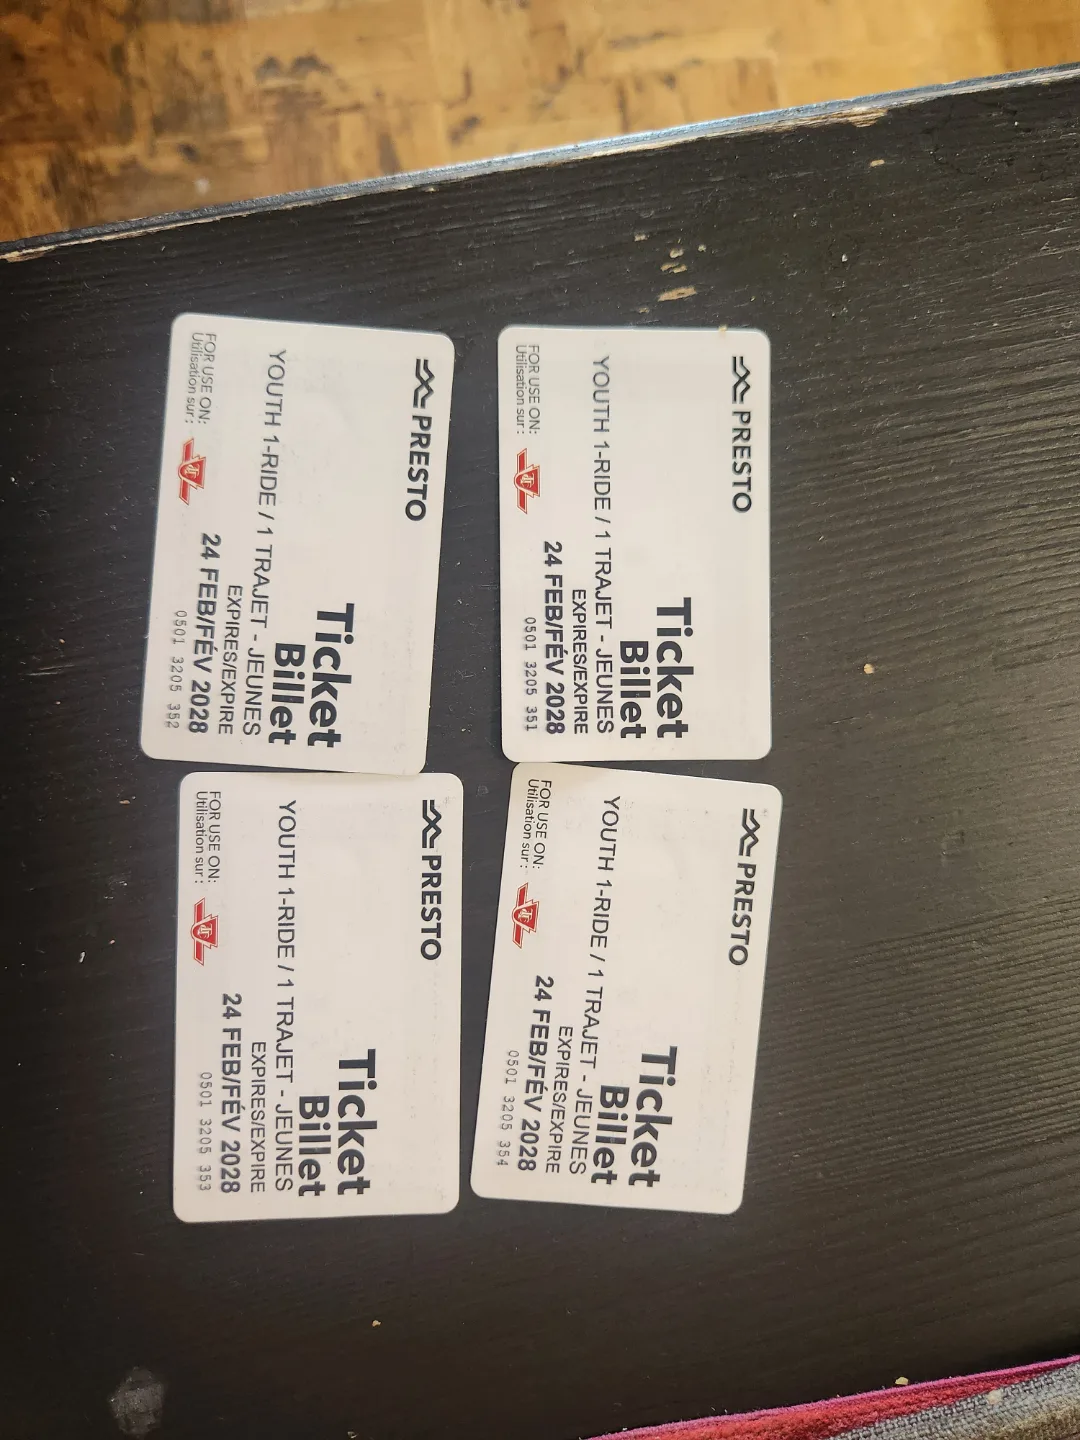 PRESTO
Ticket
Billet
YOUTH 1-RIDE / 1 TRAJET - JEUNES
EXPIRES/EXPIRE
24 FEB/FÉV 2028
FOR USE ON:
Utilisation sur :
0501 3205 352
PRESTO
Ticket
Billet
YOUTH 1-RIDE / 1 TRAJET - JEUNES
EXPIRES/EXPIRE
24 FEB/FÉV 2028
FOR USE ON:
Utilisation sur :
0501 3205 351
PRESTO
Ticket
Billet
YOUTH 1-RIDE / 1 TRAJET - JEUNES
EXPIRES/EXPIRE
24 FEB/FÉV 2028
FOR USE ON:
Utilisation sur :
0501 3205 353
PRESTO
Ticket
Billet
YOUTH 1-RIDE / 1 TRAJET - JEUNES
EXPIRES/EXPIRE
24 FEB/FÉV 2028
FOR USE ON:
Utilisation sur :
0501 3205 354